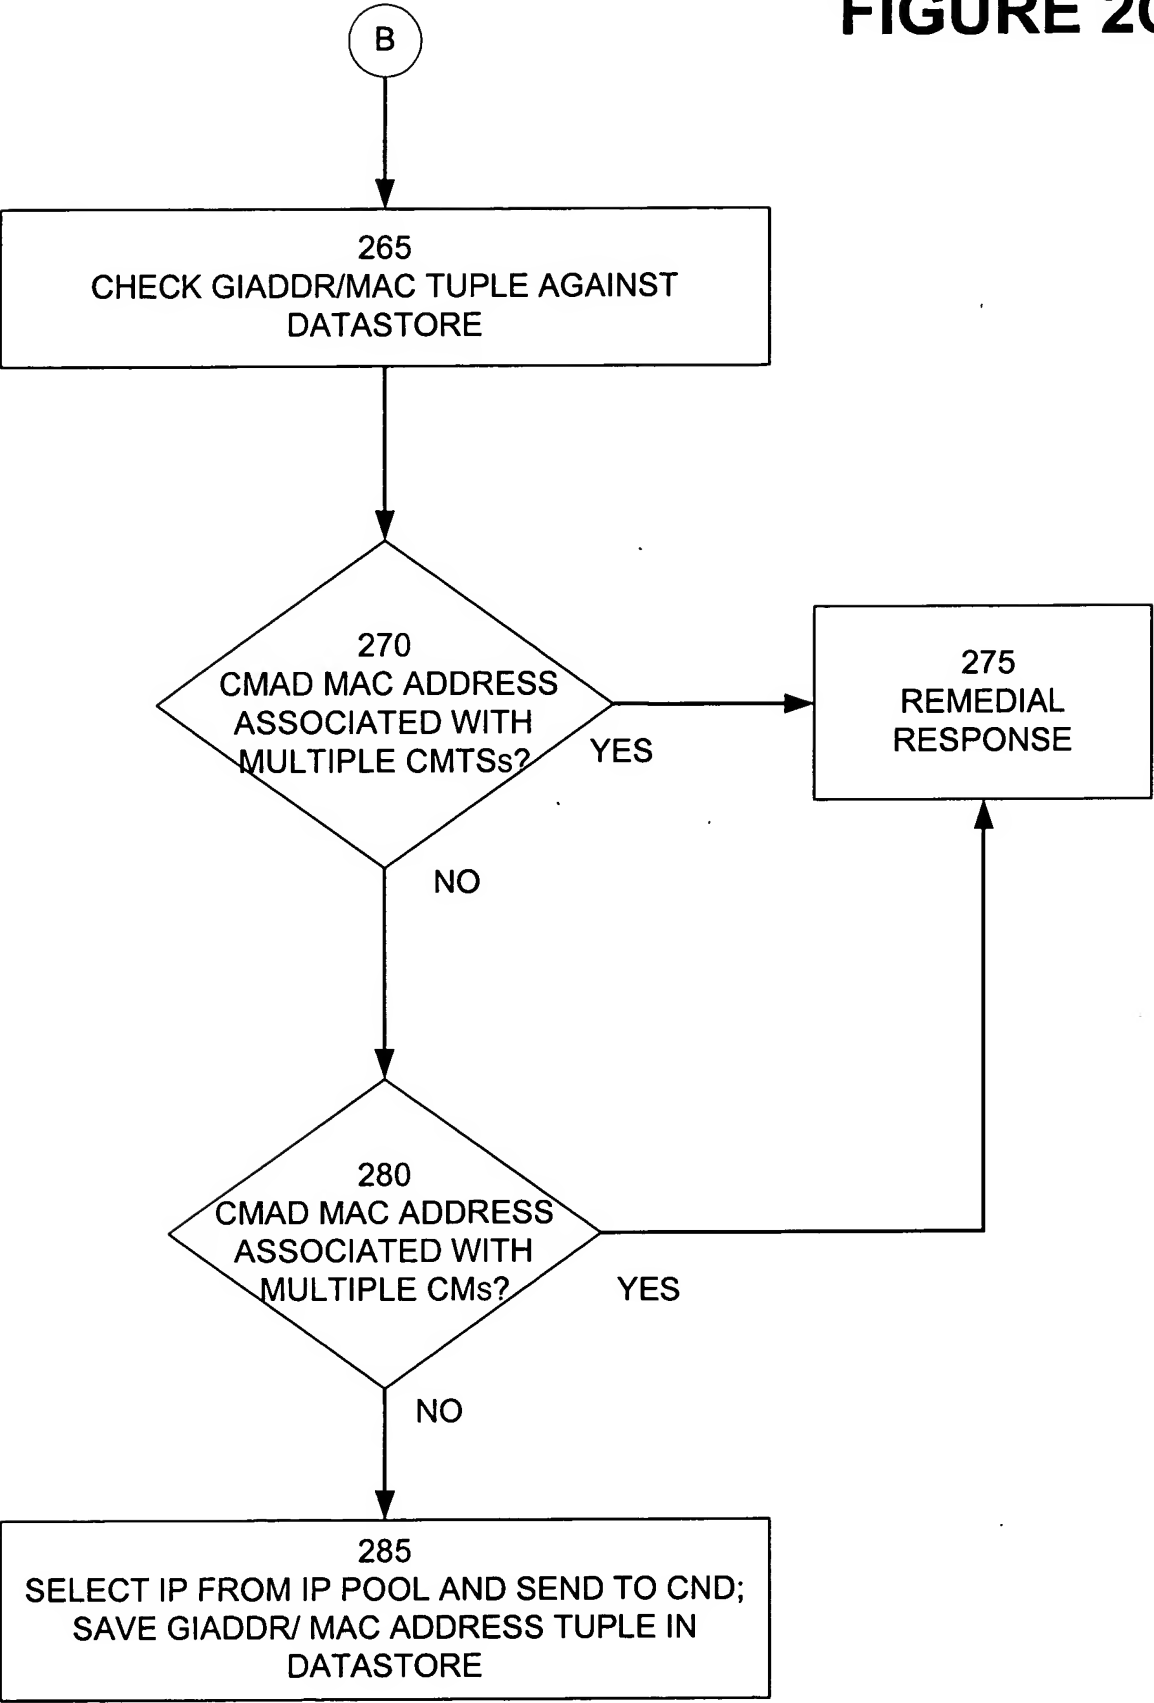 FIGURE 2C
B
265
CHECK GIADDR/MAC TUPLE AGAINST
DATASTORE
270
CMAD MAC ADDRESS
ASSOCIATED WITH
MULTIPLE CMTSs?
YES
275
REMEDIAL
RESPONSE
NO
280
CMAD MAC ADDRESS
ASSOCIATED WITH
MULTIPLE CMs?
YES
NO
285
SELECT IP FROM IP POOL AND SEND TO CND;
SAVE GIADDR/ MAC ADDRESS TUPLE IN
DATASTORE